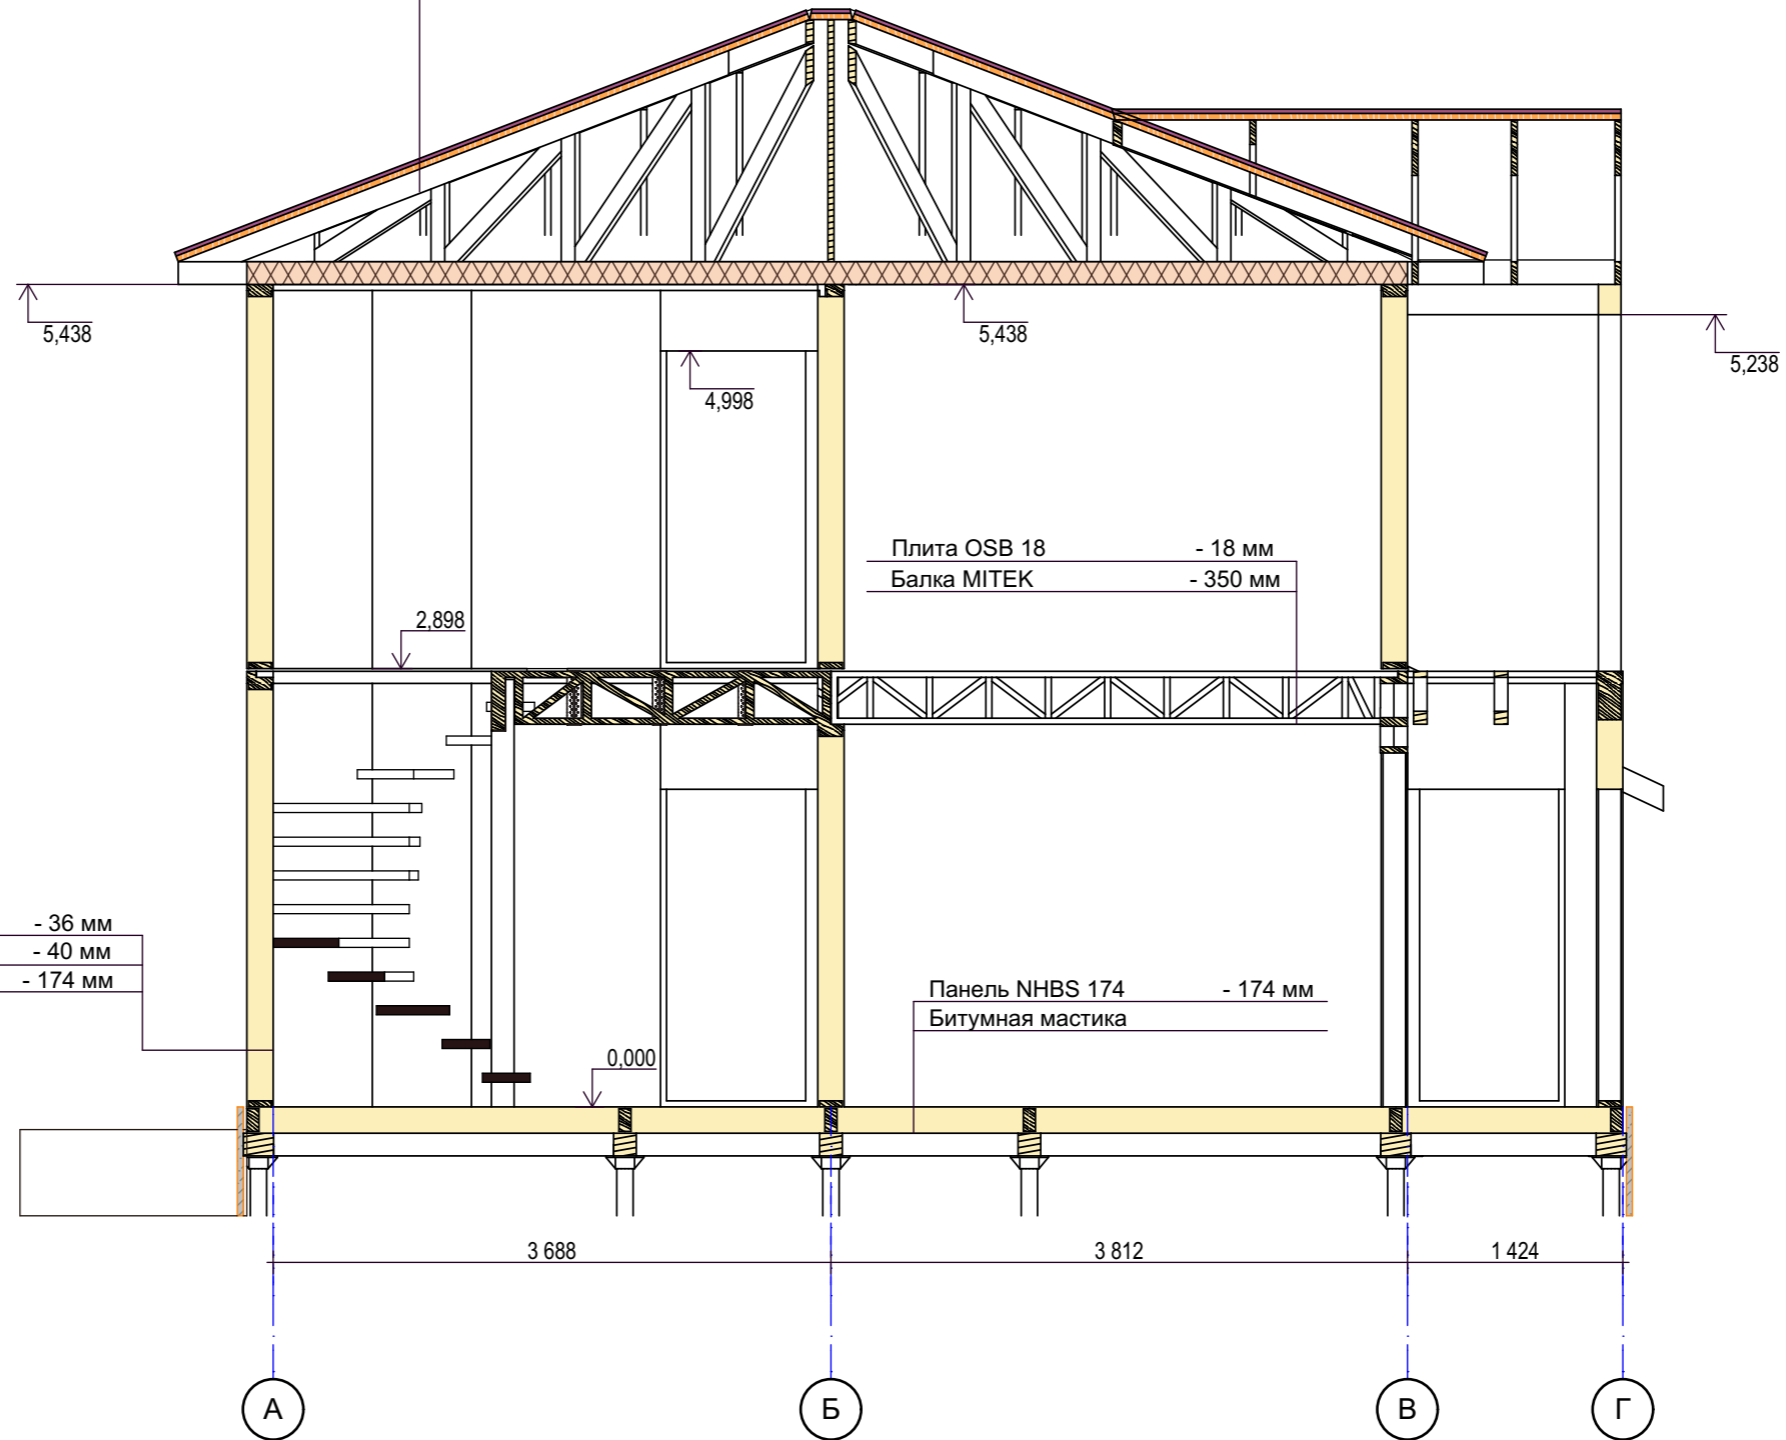 5,438
5,438
5,238
4,998
Плита OSB 18 - 18 мм
Балка MITEK - 350 мм
2,898
- 36 мм
- 40 мм
- 174 мм
Панель NHBS 174 - 174 мм
Битумная мастика
0,000
3 688 3 812 1 424
А Б В Г